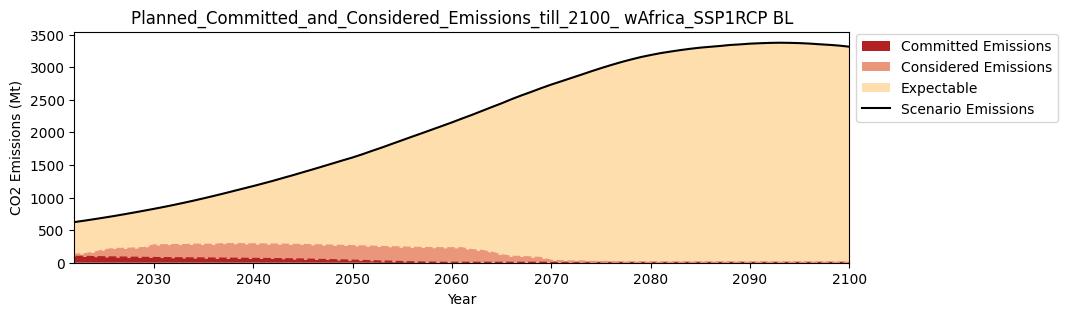 Planned_Committed_and_Considered_Emissions_till_2100_ wAfrica_SSP1RCP BL
3500
3000
2500
2000
1500
1000
500
0
CO2 Emissions (Mt)
2030 2040 2050 2060 2070 2080 2090 2100
Year
Committed Emissions
Considered Emissions
Expectable
Scenario Emissions